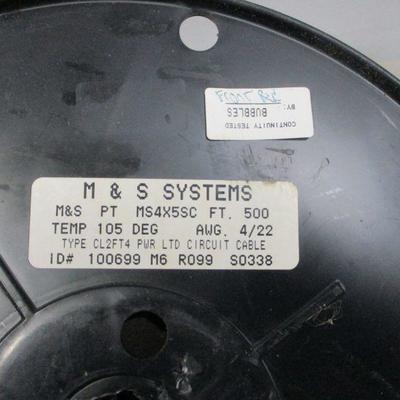 CONTINUITY TESTED
BY: BUBBLES
M & S SYSTEMS
M&S PT MS4X5SC FT. 500
TEMP 105 DEG AWG. 4/22
TYPE CL2FT4 PWR LTD CIRCUIT CABLE
ID# 100699 M6 R099 S0338